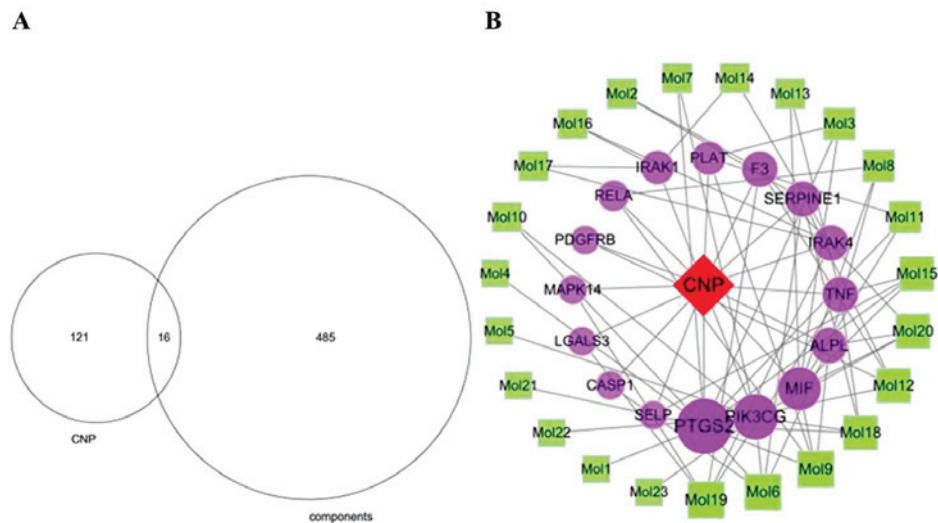 A
B
121
16
485
CNP
components
Mol7
Mol14
Mol2
Mol13
Mol16
Mol3
Mol17
Mol8
Mol10
Mol11
Mol4
Mol15
Mol5
Mol20
Mol21
Mol12
Mol22
Mol18
Mol1
Mol9
Mol23
Mol19
Mol6
IRAK1
PLAT
F3
RELA
SERPINE1
PDGFRB
IRAK4
MAPK14
CNP
TNF
LGALS3
ALPL
CASP1
MIF
SELP
PTGS2
PIK3CG